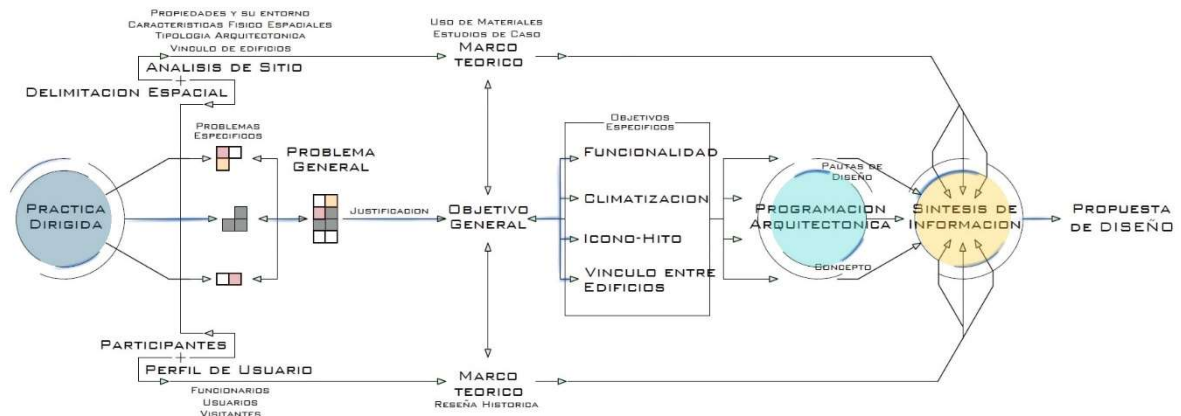 Propiedades y su entorno
Caracteristicas Fisico Espaciales
Tipologia Arquitectonica
Vinculo de edificios
Analisis de Sitio
+
Delimitacion Espacial
Uso de Materiales
Estudios de Caso
Marco
Teorico
Problemas
Especificos
Problema
General
Practica
Dirigida
Justificacion
Objetivo
General
Objetivos
Especificos
Funcionalidad
Climatización
Icono-Hito
Vinculo entre
Edificios
Programacion
Arquitectonica
Pautas de
Diseño
Concepto
Sintesis de
Informacion
Propuesta
de DISEÑO
Participantes
+
Perfil de Usuario
Funcionarios
Usuarios
Visitantes
Marco
Teorico
Reseña Historica